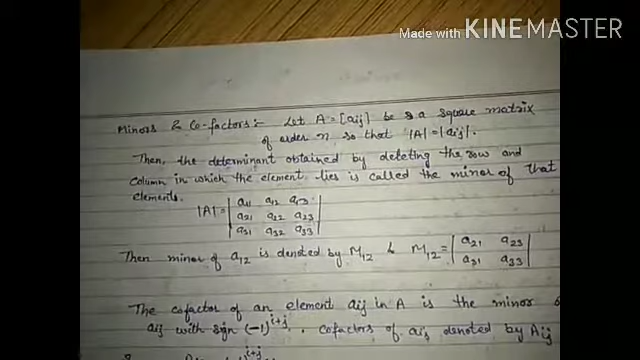 Made with KINEMASTER
Minors & Co-factors:- Let A = [aij] be a square matrix
of order n so that |A| = |aij|.
Then, the determinant obtained by deleting the row and
column in which the element lies is called the minor of that
elements.
|A| = | a11 a12 a13 |
| a21 a22 a23 |
| a31 a32 a33 |
Then minor of a12 is denoted by M12 & M12 = | a21 a23 |
| a31 a33 |
The cofactor of an element aij in A is the minor
aij with sign (-1)^i+j. cofactors of aij denoted by Aij